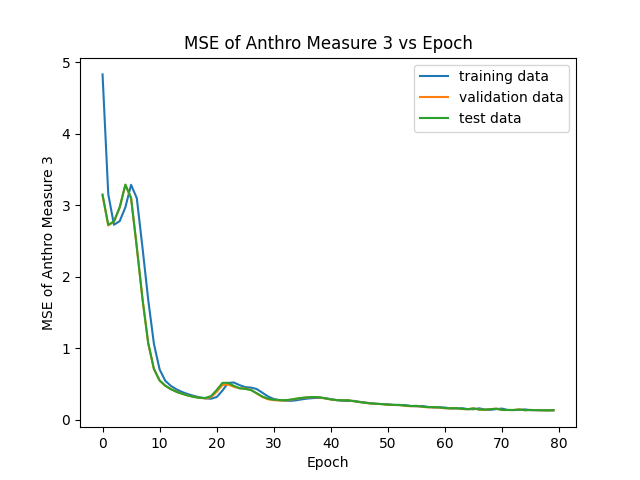 MSE of Anthro Measure 3 vs Epoch
training data
validation data
test data
MSE of Anthro Measure 3
5
4
3
2
1
0
0 10 20 30 40 50 60 70 80
Epoch